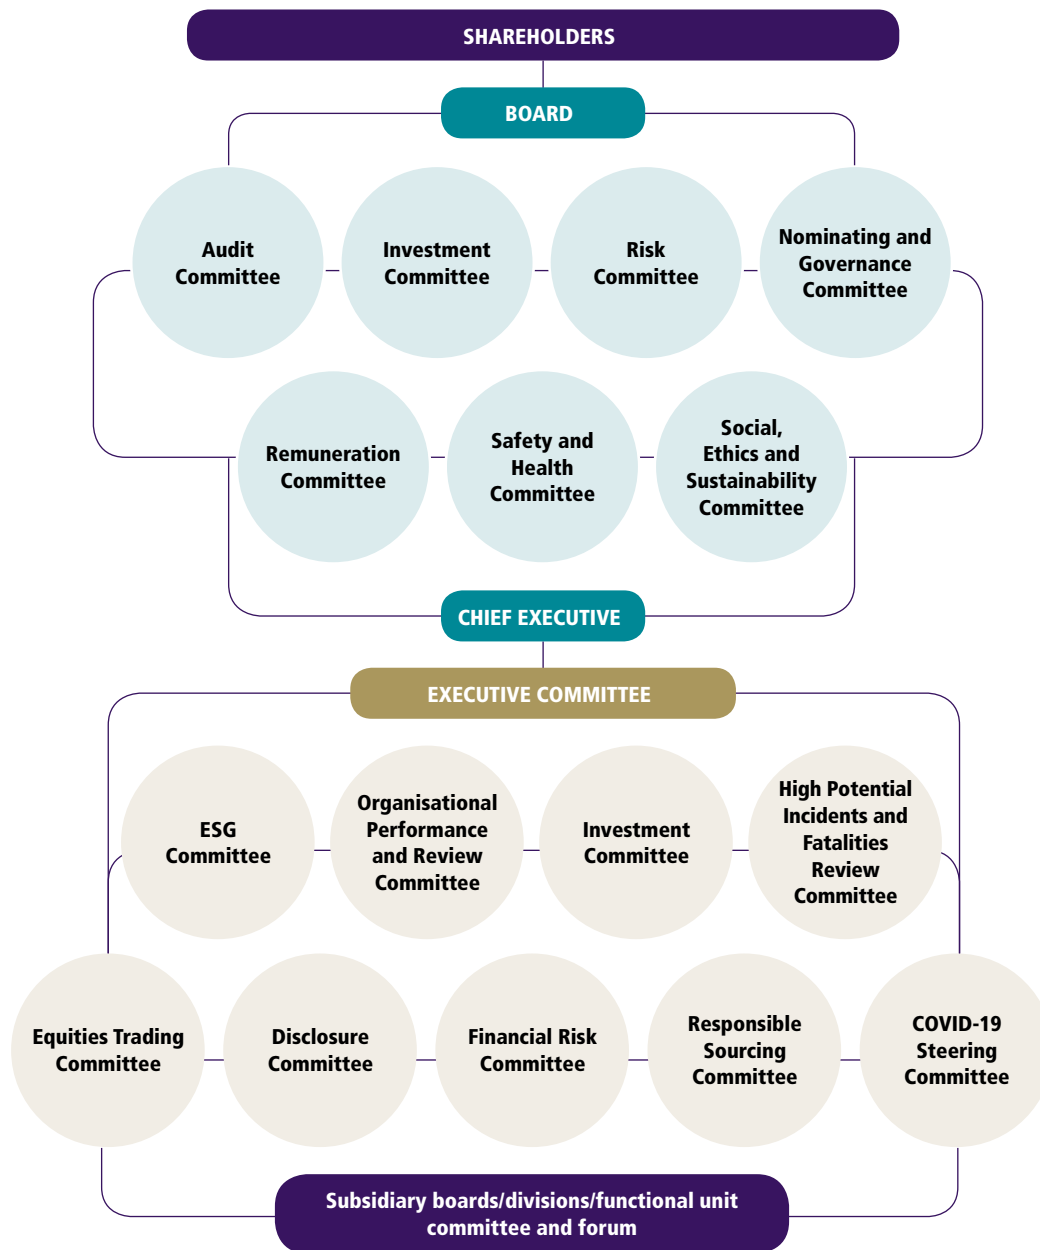 SHAREHOLDERS
BOARD
Audit
Committee
Investment
Committee
Risk
Committee
Nominating and
Governance
Committee
Remuneration
Committee
Safety and
Health
Committee
Social,
Ethics and
Sustainability
Committee
CHIEF EXECUTIVE
EXECUTIVE COMMITTEE
ESG
Committee
Organisational
Performance
and Review
Committee
Investment
Committee
High Potential
Incidents and
Fatalities
Review
Committee
Equities Trading
Committee
Disclosure
Committee
Financial Risk
Committee
Responsible
Sourcing
Committee
COVID-19
Steering
Committee
Subsidiary boards/divisions/functional unit
committee and forum